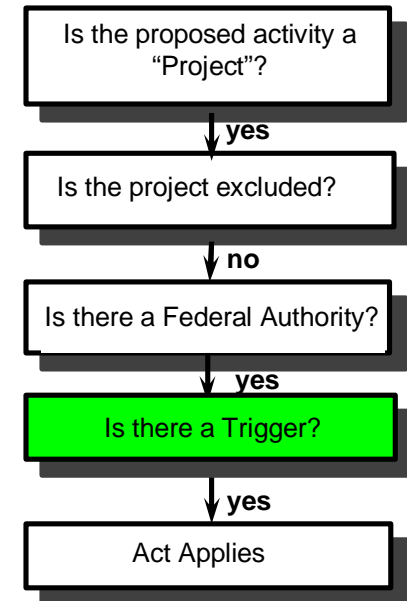 Is the proposed activity a
“Project”?
yes
Is the project excluded?
no
Is there a Federal Authority?
yes
Is there a Trigger?
yes
Act Applies